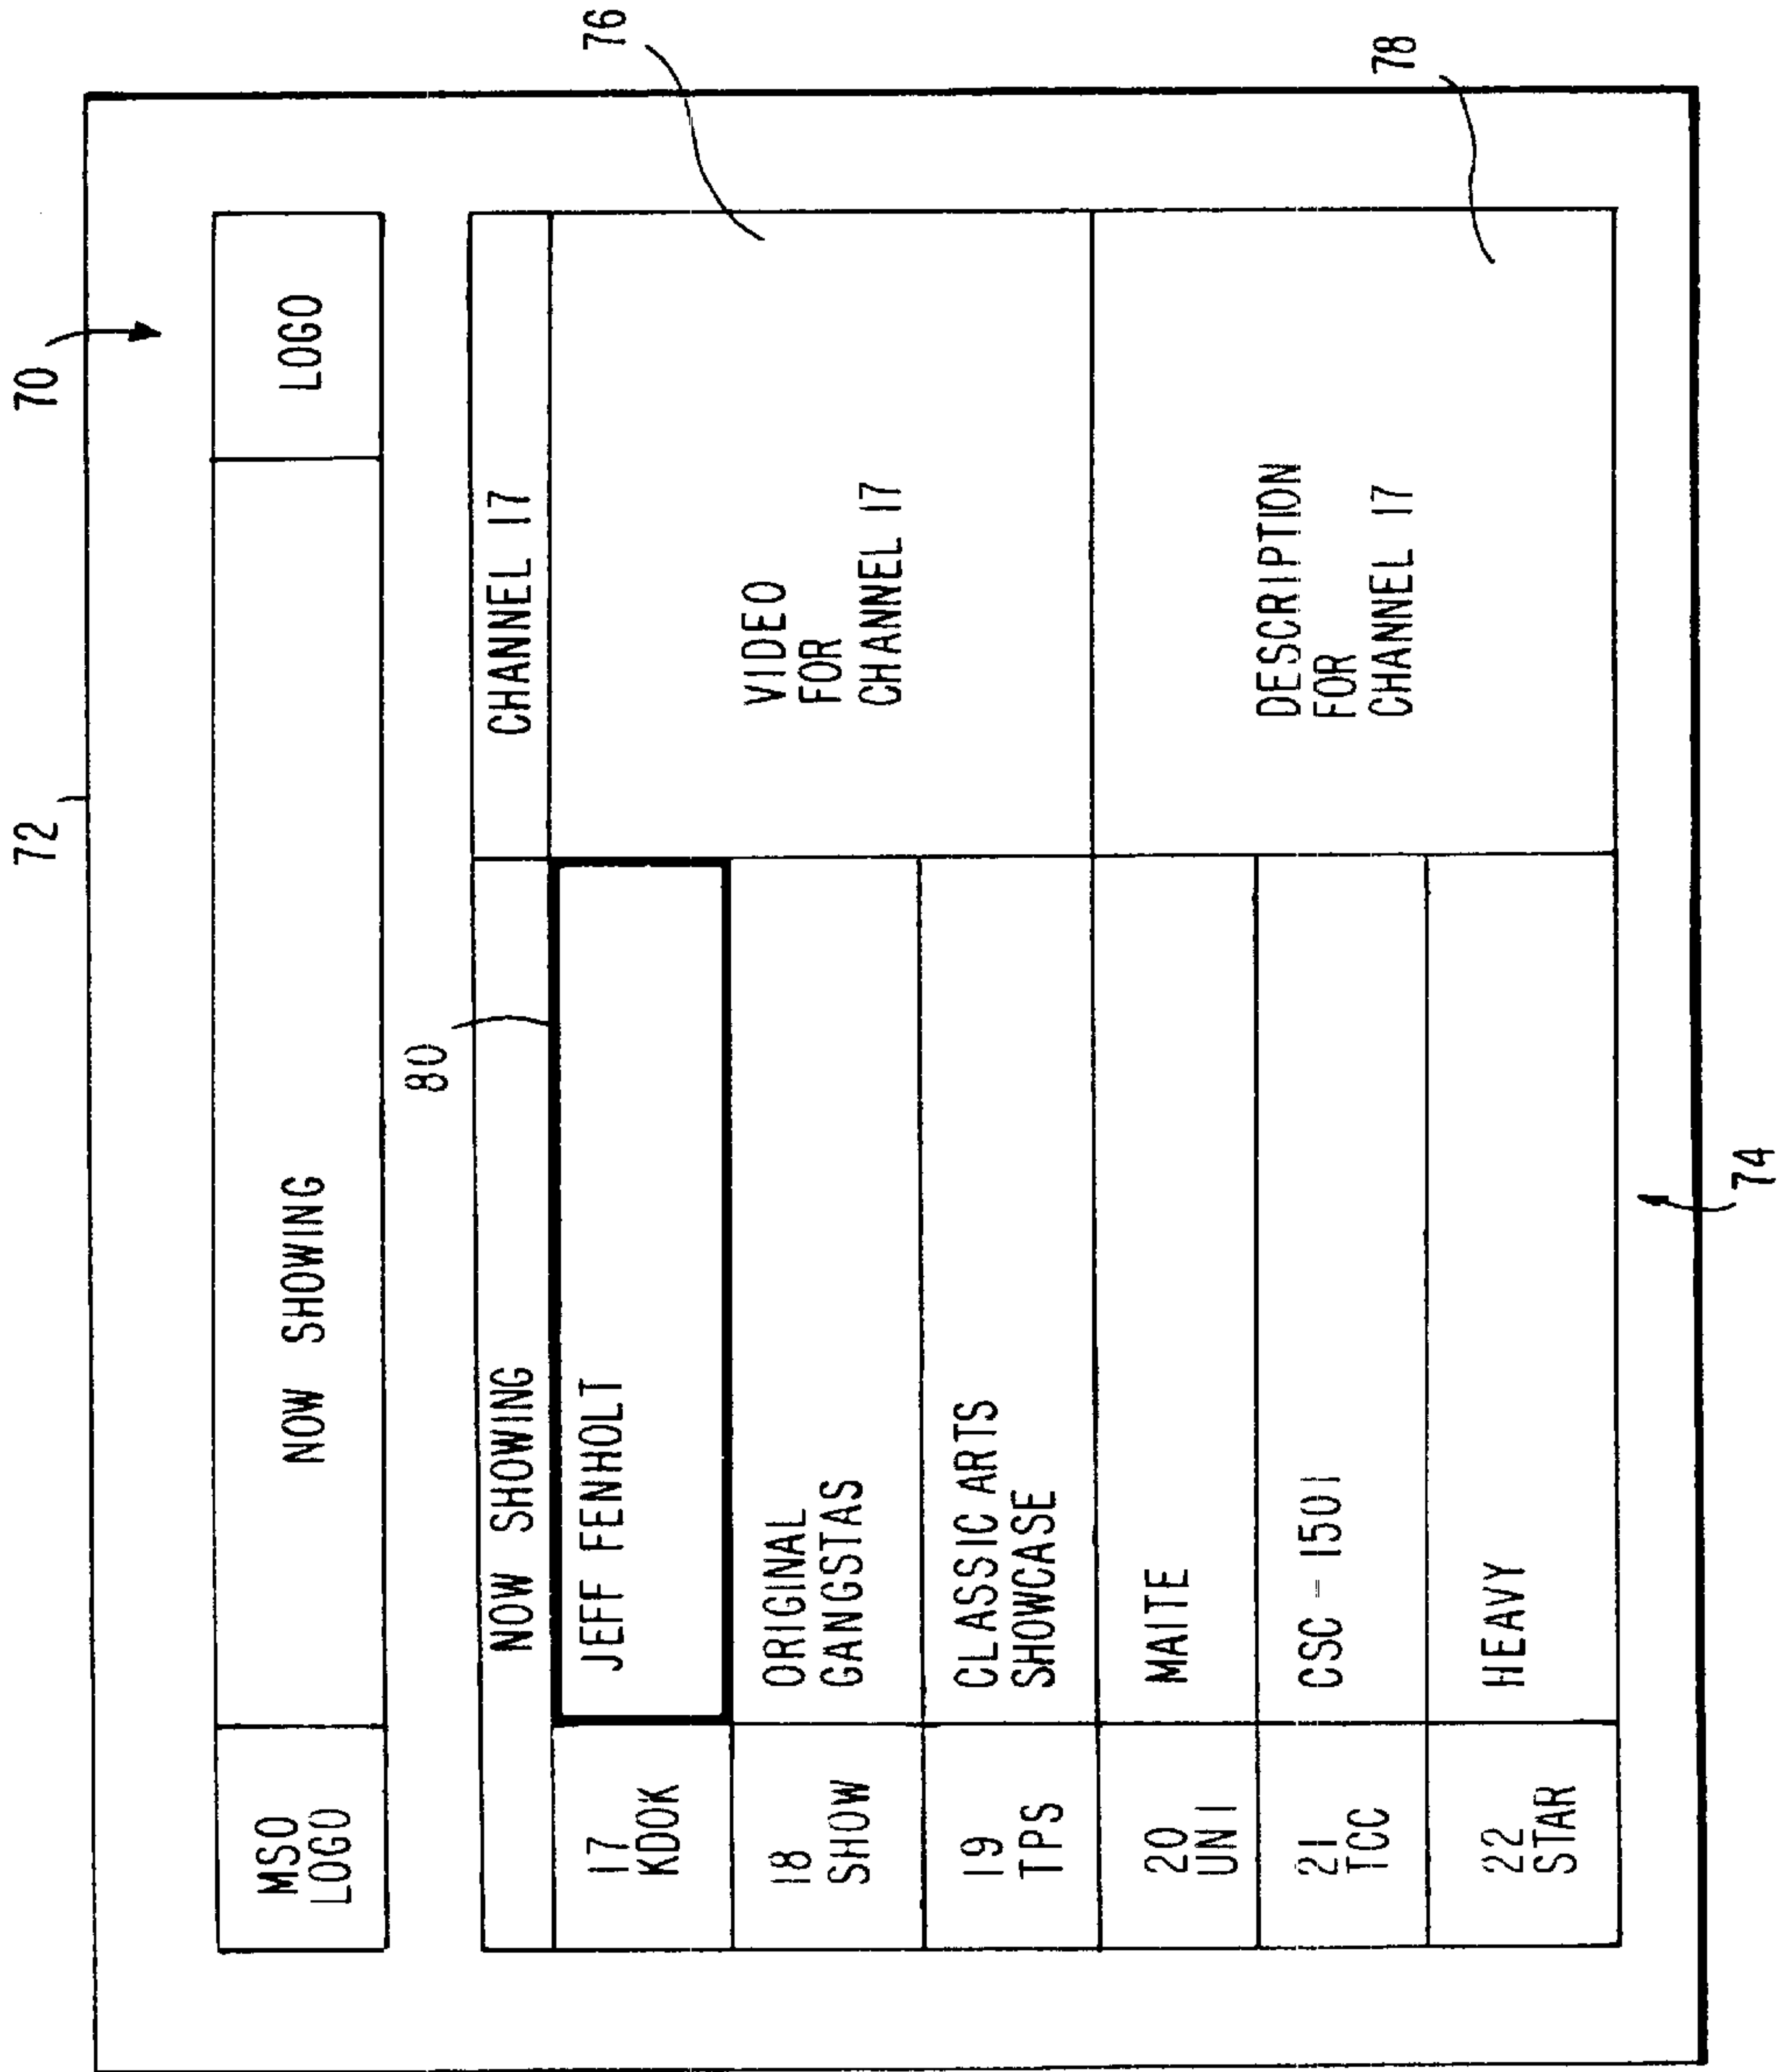 72
70
MSO
LOGO
NOW SHOWING
LOGO
80
NOW SHOWING
CHANNEL 17
17
KDOK
JEFF FENHOLT
18
SHOW
ORIGINAL
GANGSTAS
19
TPS
CLASSIC ARTS
SHOWCASE
20
UNI
MAITE
21
TCC
CSC - 1501
22
STAR
HEAVY
VIDEO
FOR
CHANNEL 17
76
DESCRIPTION
FOR
CHANNEL 17
78
74